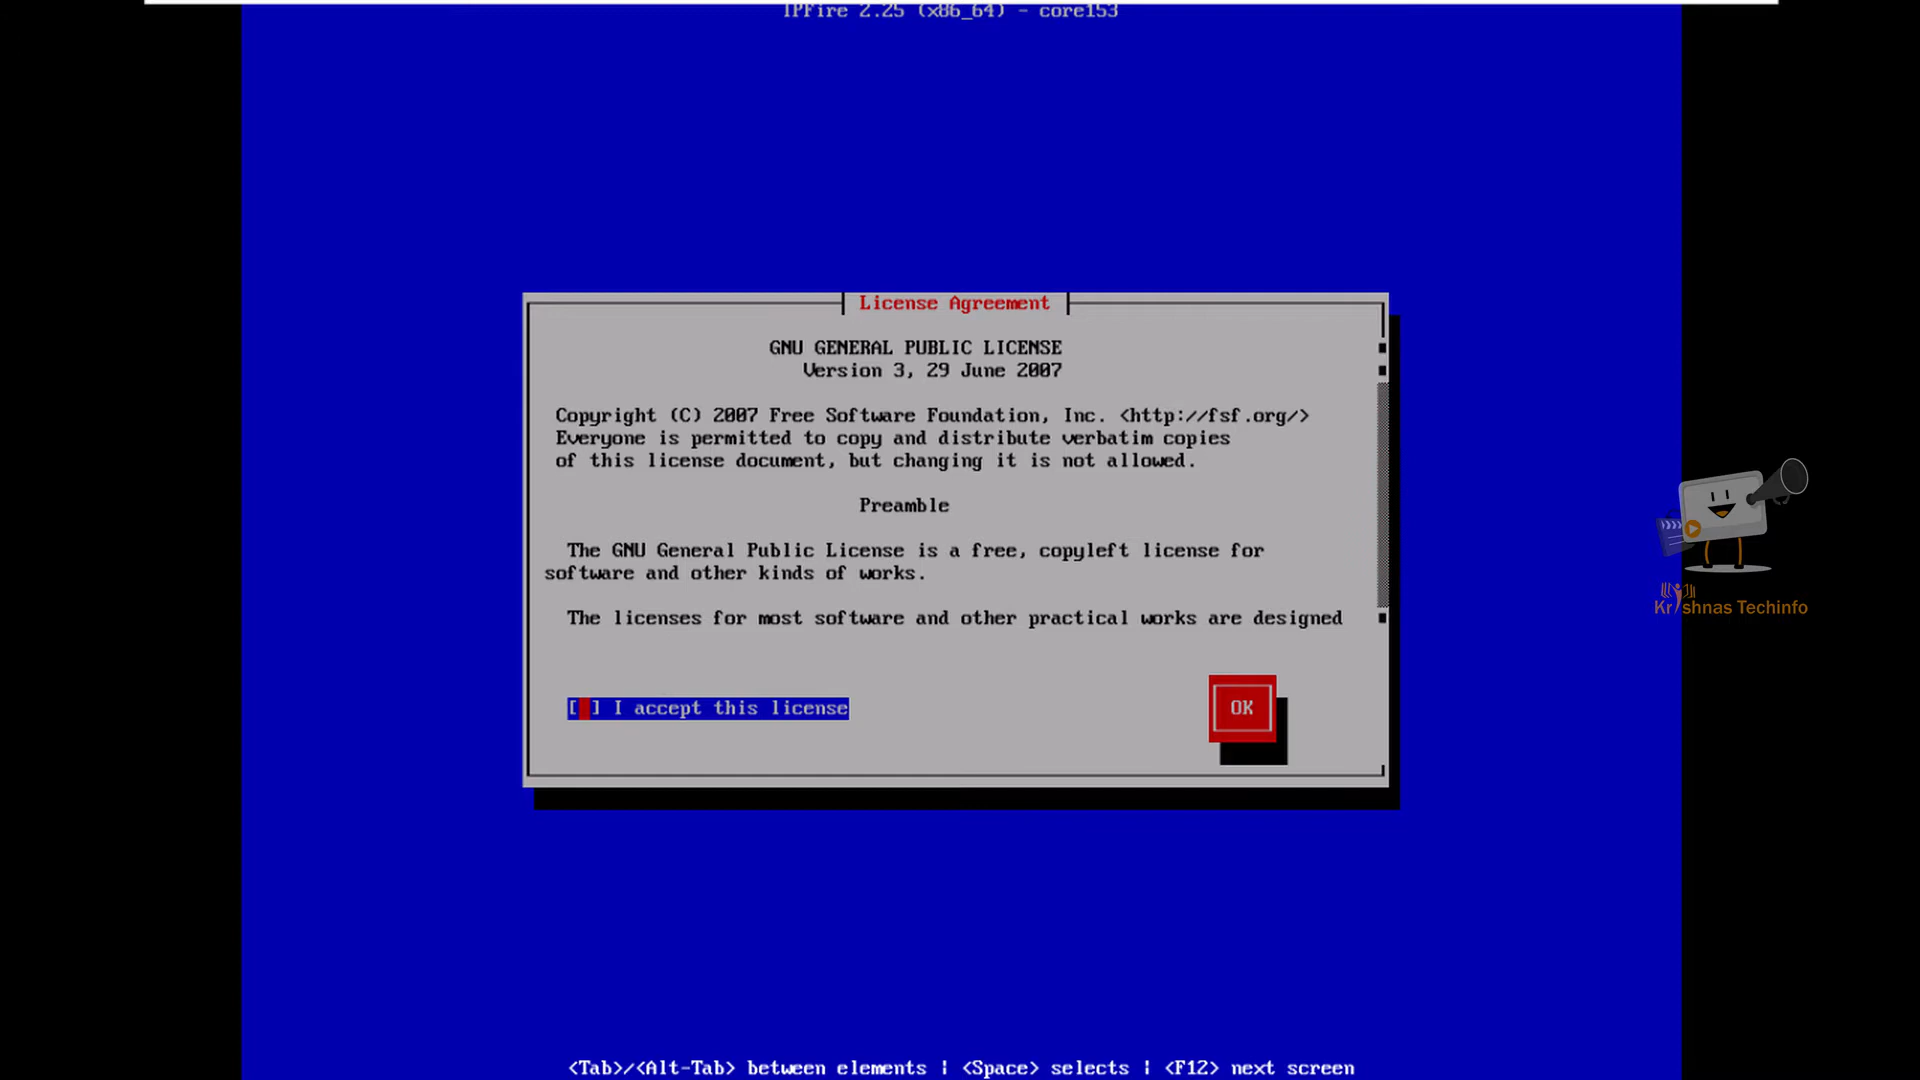 IPFire 2.25 (x86_64) - core153
License Agreement
GNU GENERAL PUBLIC LICENSE
Version 3, 29 June 2007
Copyright (C) 2007 Free Software Foundation, Inc. <http://fsf.org/>
Everyone is permitted to copy and distribute verbatim copies
of this license document, but changing it is not allowed.
Preamble
The GNU General Public License is a free, copyleft license for
software and other kinds of works.
The licenses for most software and other practical works are designed
[ ] I accept this license
OK
Krishnas Techinfo
<Tab>/<Alt-Tab> between elements | <Space> selects | <F12> next screen